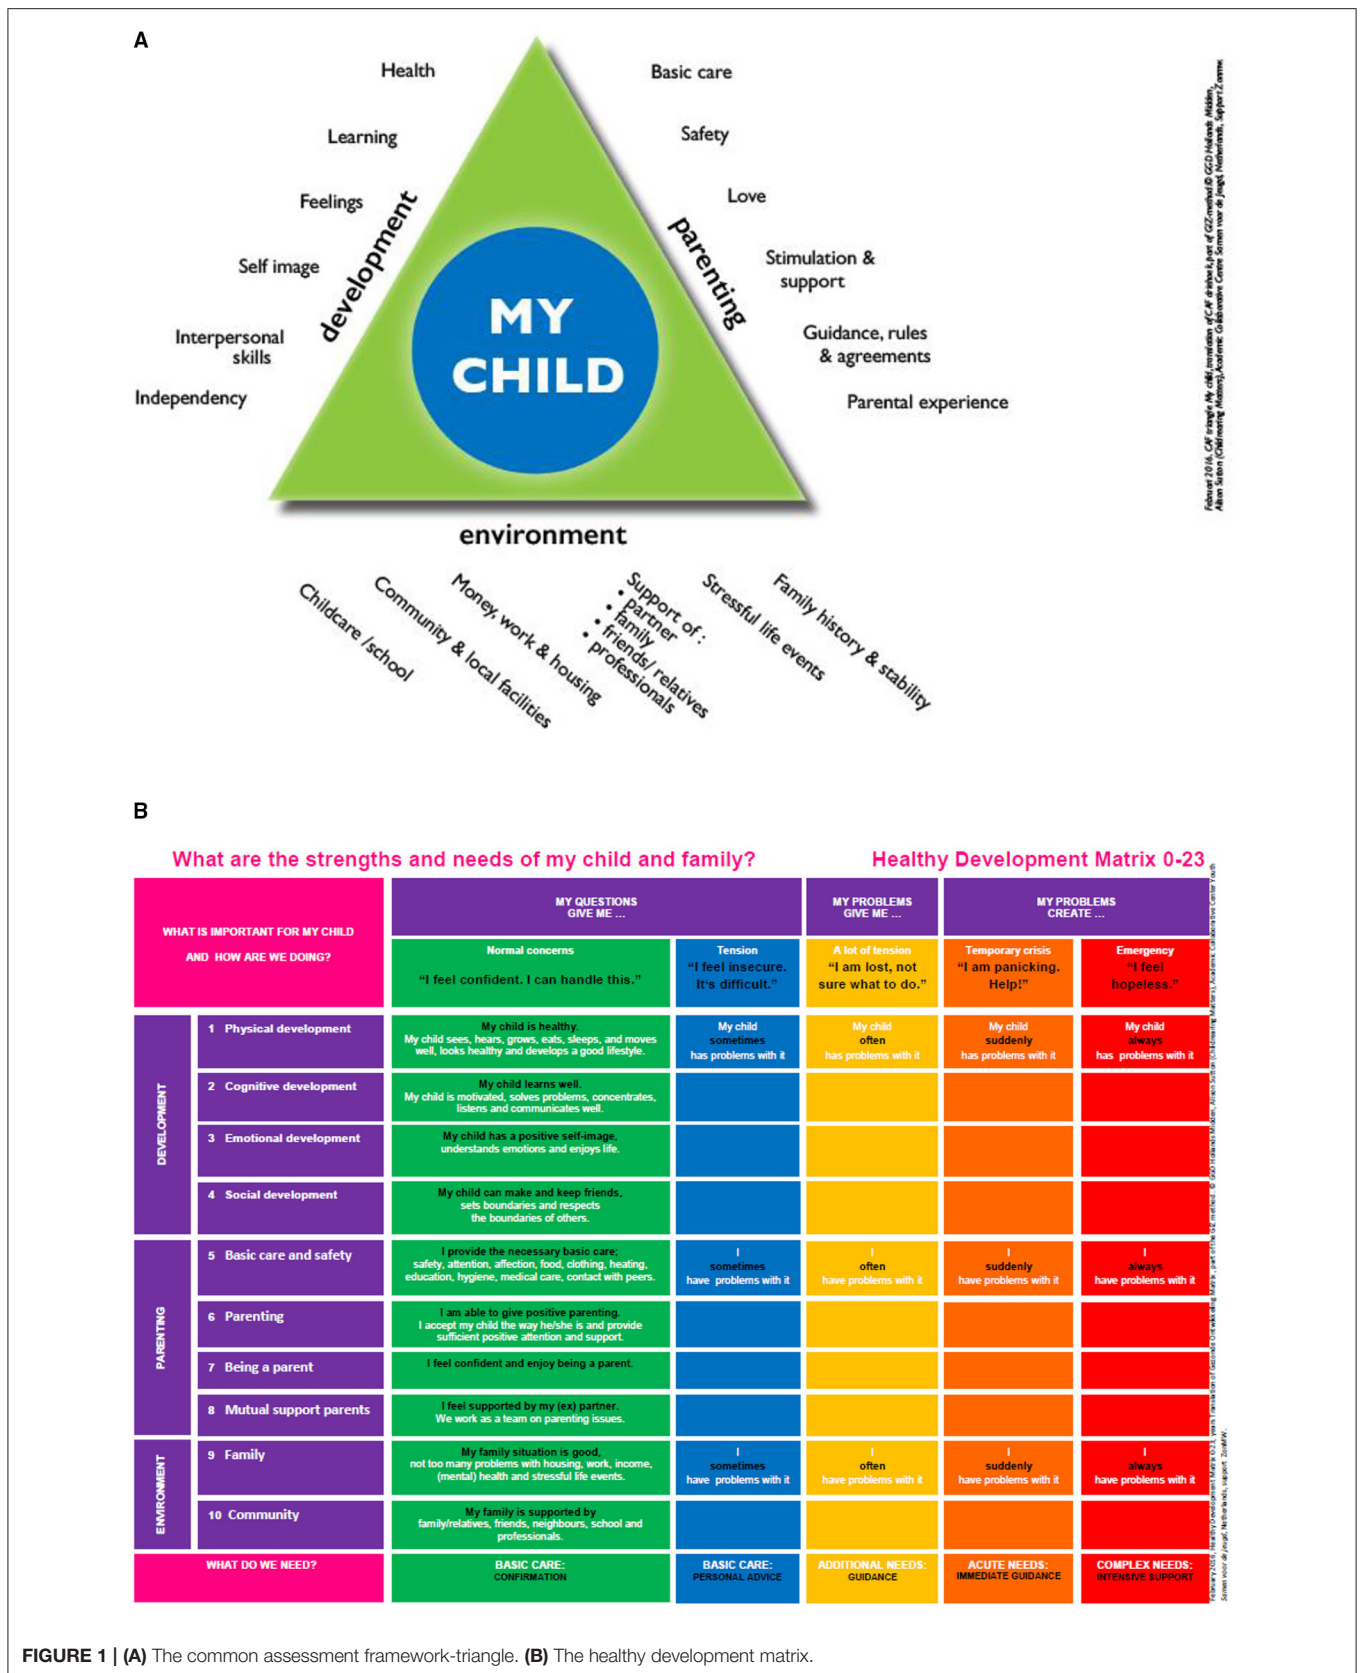 A
Health
Learning
Feelings
Self image
Interpersonal
skills
Independency
development
Basic care
Safety
Love
Stimulation &
support
Guidance, rules
& agreements
Parental experience
parenting
MY
CHILD
environment
Childcare /school
Community & local facilities
Money, work & housing
Support of :
• partner
• family
• friends/ relatives
• professionals
Stressful life events
Family history & stability
B
What are the strengths and needs of my child and family?
Healthy Development Matrix 0-23
WHAT IS IMPORTANT FOR MY CHILD
AND HOW ARE WE DOING?
MY QUESTIONS
GIVE ME ...
MY PROBLEMS
GIVE ME ...
MY PROBLEMS
CREATE ...
Normal concerns
“I feel confident. I can handle this.”
Tension
“I feel insecure.
It‘s difficult.”
A lot of tension
“I am lost, not
sure what to do.”
Temporary crisis
“I am panicking.
Help!”
Emergency
“I feel
hopeless.”
DEVELOPMENT
1 Physical development
My child is healthy.
My child sees, hears, grows, eats, sleeps, and moves
well, looks healthy and develops a good lifestyle.
My child
sometimes
has problems with it
My child
often
has problems with it
My child
suddenly
has problems with it
My child
always
has problems with it
2 Cognitive development
My child learns well.
My child is motivated, solves problems, concentrates,
listens and communicates well.
3 Emotional development
My child has a positive self-image,
understands emotions and enjoys life.
4 Social development
My child can make and keep friends,
sets boundaries and respects
the boundaries of others.
PARENTING
5 Basic care and safety
I provide the necessary basic care;
safety, attention, affection, food, clothing, heating,
education, hygiene, medical care, contact with peers.
I
sometimes
have problems with it
I
often
have problems with it
I
suddenly
have problems with it
I
always
have problems with it
6 Parenting
I am able to give positive parenting.
I accept my child the way he/she is and provide
sufficient positive attention and support.
7 Being a parent
I feel confident and enjoy being a parent.
8 Mutual support parents
I feel supported by my (ex) partner.
We work as a team on parenting issues.
ENVIRONMENT
9 Family
My family situation is good,
not too many problems with housing, work, income,
(mental) health and stressful life events.
I
sometimes
have problems with it
I
often
have problems with it
I
suddenly
have problems with it
I
always
have problems with it
10 Community
My family is supported by
family/relatives, friends, neighbours, school and
professionals.
WHAT DO WE NEED?
BASIC CARE:
CONFIRMATION
BASIC CARE:
PERSONAL ADVICE
ADDITIONAL NEEDS:
GUIDANCE
ACUTE NEEDS:
IMMEDIATE GUIDANCE
COMPLEX NEEDS:
INTENSIVE SUPPORT
FIGURE 1 | (A) The common assessment framework-triangle. (B) The healthy development matrix.